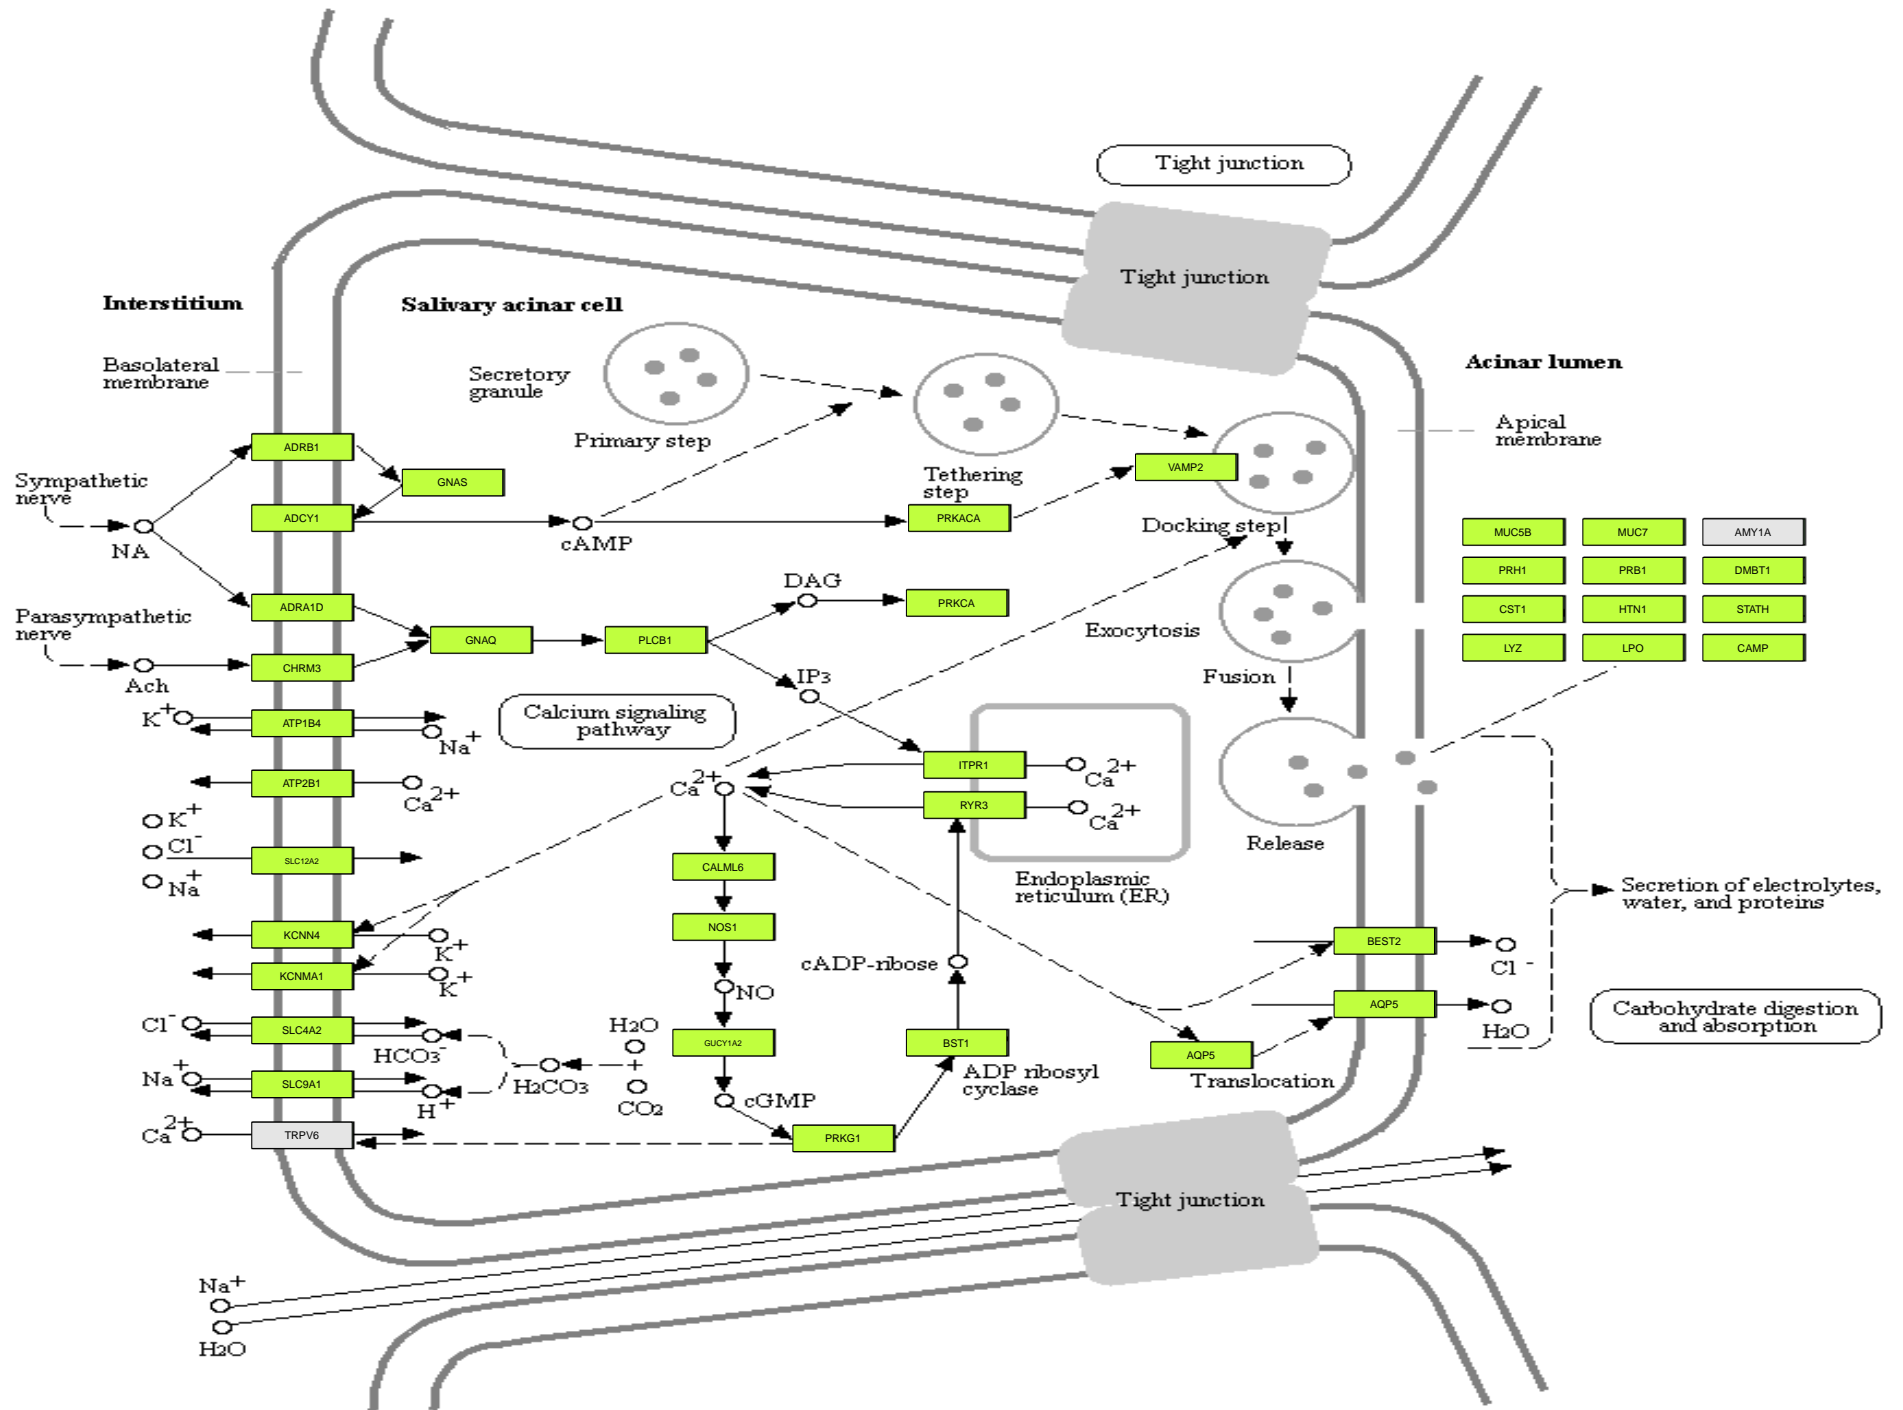 Tight junction
Tight junction
Interstitium
Salivary acinar cell
Basolateral
membrane
Secretory
granule
Primary step
Tethering
step
Acinar lumen
Apical
membrane
ADRB1
GNAS
Sympathetic
nerve
NA
ADCY1
cAMP
PRKACA
VAMP2
Docking step
MUC5B
MUC7
AMY1A
PRH1
PRB1
DMBT1
CST1
HTN1
STATH
LYZ
LPO
CAMP
DAG
PRKCA
ADRA1D
Parasympathetic
nerve
Ach
CHRM3
GNAQ
PLCB1
IP3
Exocytosis
Fusion
K+
ATP1B4
Na+
Calcium signaling
pathway
ATP2B1
Ca2+
Ca2+
ITPR1
Ca2+
RYR3
Ca2+
Release
K+
Cl-
Na+
SLC12A2
CALML6
Endoplasmic
reticulum (ER)
Secretion of electrolytes,
water, and proteins
KCNN4
K+
KCNMA1
K+
NOS1
NO
cADP-ribose
BEST2
Cl -
AQP5
H2O
Carbohydrate digestion
and absorption
Cl-
SLC4A2
HCO3-
H2O
+
CO2
H2CO3
GUCY1A2
BST1
ADP ribosyl
cyclase
AQP5
Translocation
Na+
SLC9A1
H+
cGMP
Ca2+
TRPV6
PRKG1
Tight junction
Na+
H2O